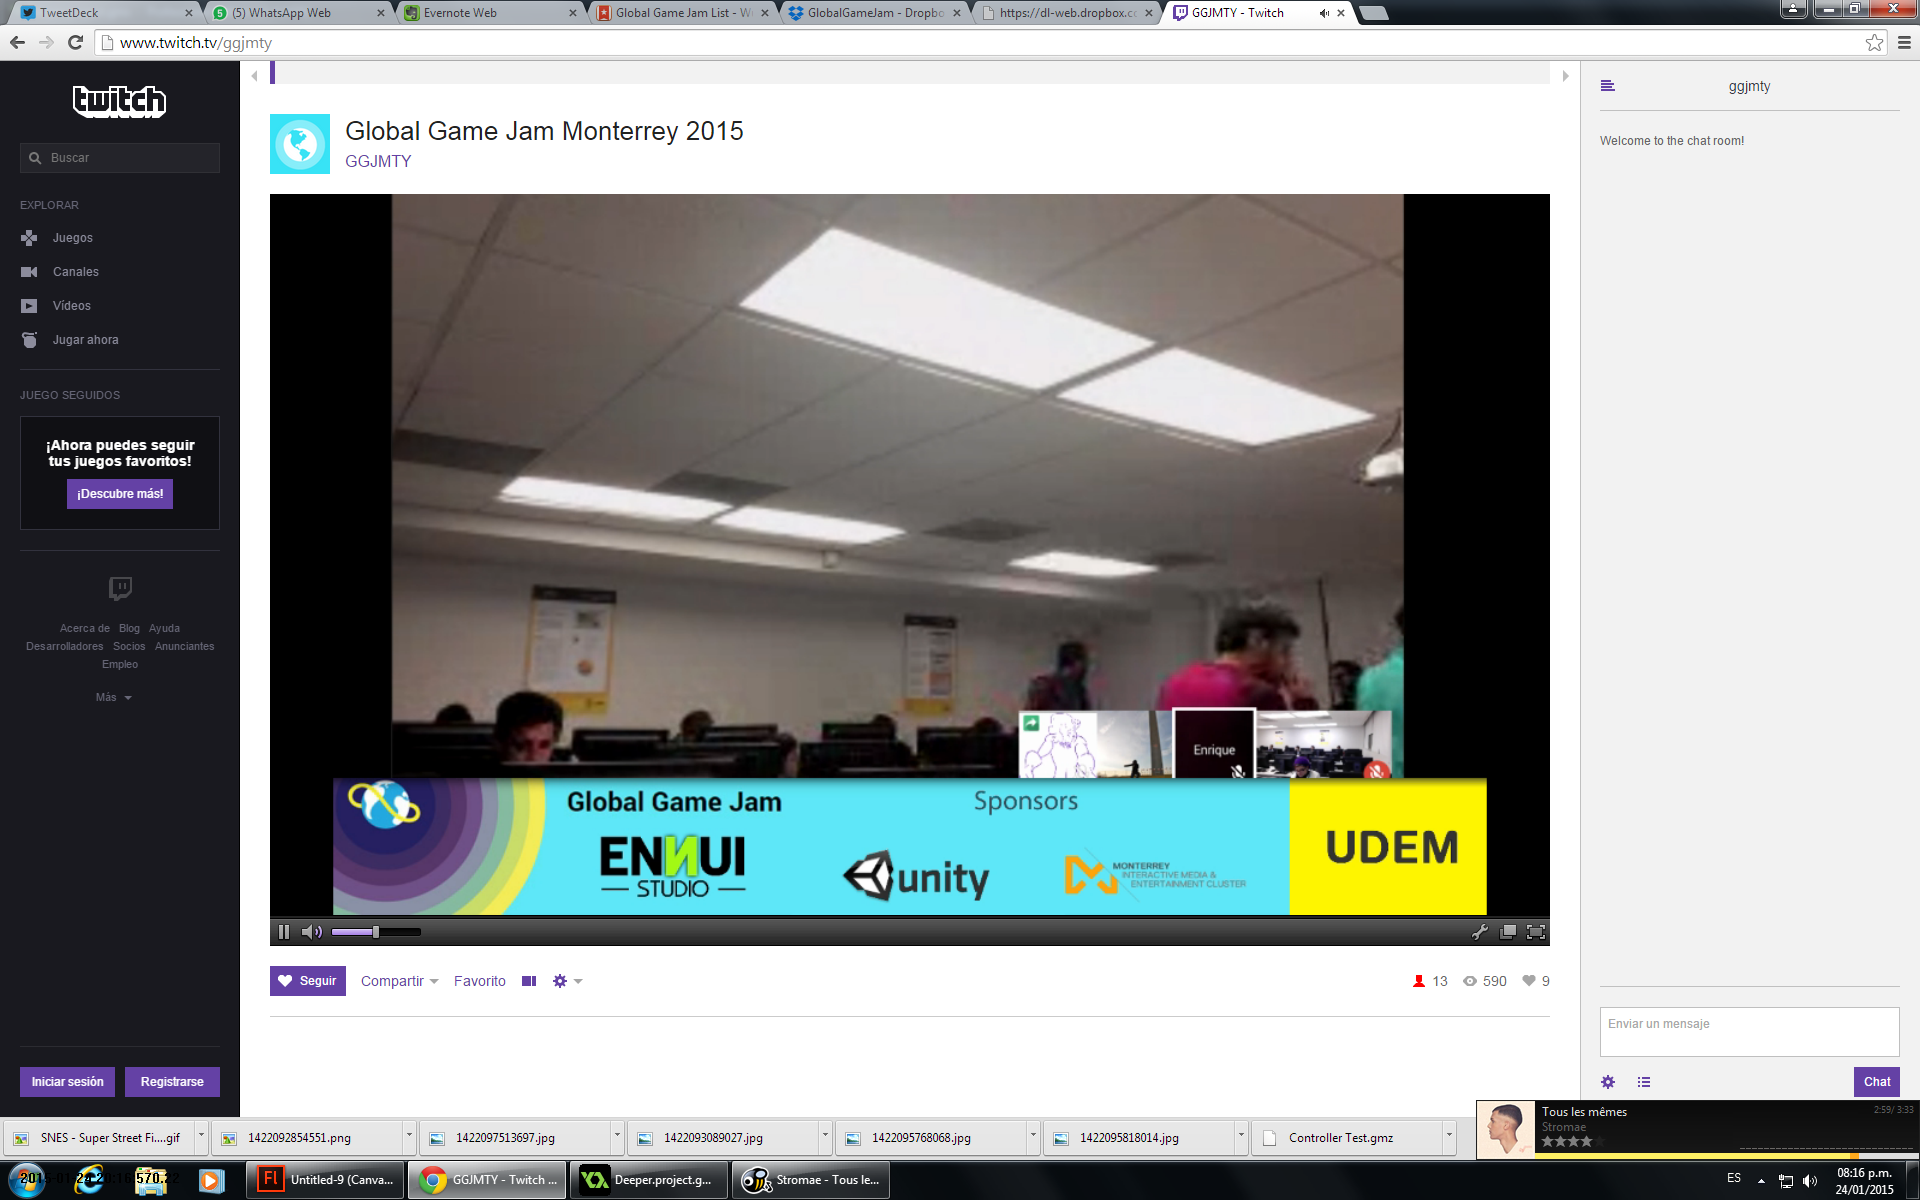 TweetDeck
(5) WhatsApp Web
Evernote Web
Global Game Jam List - W
GlobalGameJam - Dropbo
https://dl-web.dropbox.c
GGJMTY - Twitch
www.twitch.tv/ggjmty
twitch
Buscar
EXPLORAR
Juegos
Canales
Vídeos
Jugar ahora
JUEGO SEGUIDOS
¡Ahora puedes seguir
tus juegos favoritos!
¡Descubre más!
Acerca de Blog Ayuda
Desarrolladores Socios Anunciantes
Empleo
Más
Iniciar sesión Registrarse
Global Game Jam Monterrey 2015
GGJMTY
Enrique
Global Game Jam
ENNUI
STUDIO
Sponsors
unity
MONTERREY
INTERACTIVE MEDIA &
ENTERTAINMENT CLUSTER
UDEM
Seguir Compartir Favorito
13 590 9
ggjmty
Welcome to the chat room!
Enviar un mensaje
Chat
SNES - Super Street Fi....gif
1422092854551.png
1422097513697.jpg
1422093089027.jpg
1422095768068.jpg
1422095818014.jpg
Controller Test.gmz
Tous les mêmes
2:59/ 3:33
Stromae
Untitled-9 (Canva...
GGJMTY - Twitch ...
Deeper.project.g...
Stromae - Tous le...
ES
08:16 p.m.
24/01/2015